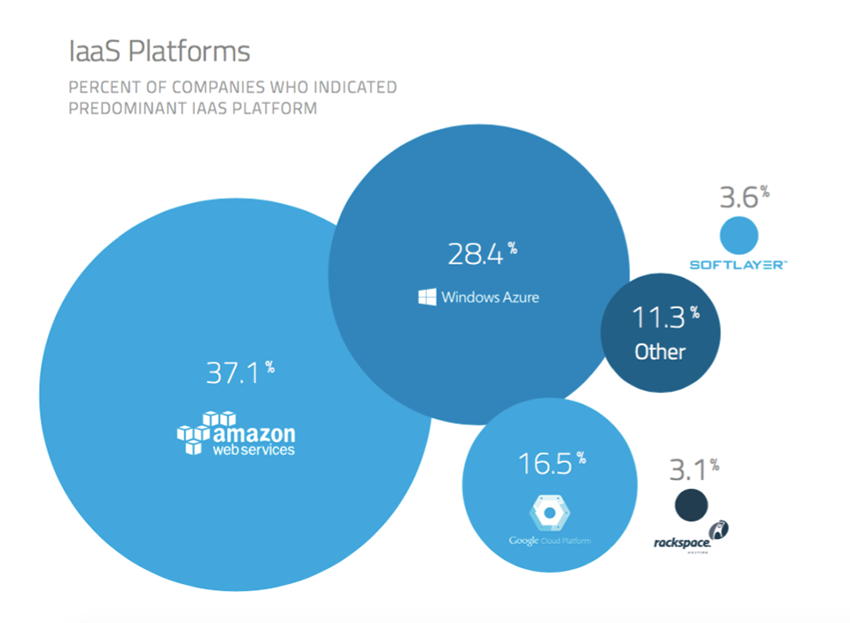 IaaS Platforms
PERCENT OF COMPANIES WHO INDICATED
PREDOMINANT IAAS PLATFORM
3.6%
SOFTLAYER™
28.4%
Windows Azure
11.3%
Other
37.1%
amazon
web services
16.5%
Google Cloud Platform
3.1%
rackspace.